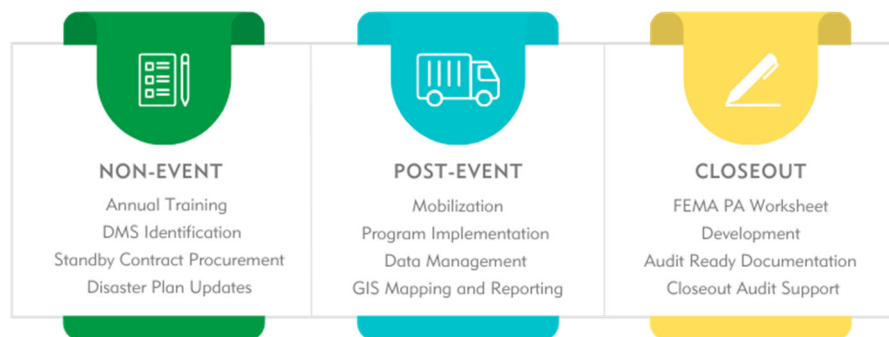 NON-EVENT
Annual Training
DMS Identification
Standby Contract Procurement
Disaster Plan Updates
POST-EVENT
Mobilization
Program Implementation
Data Management
GIS Mapping and Reporting
CLOSEOUT
FEMA PA Worksheet
Development
Audit Ready Documentation
Closeout Audit Support